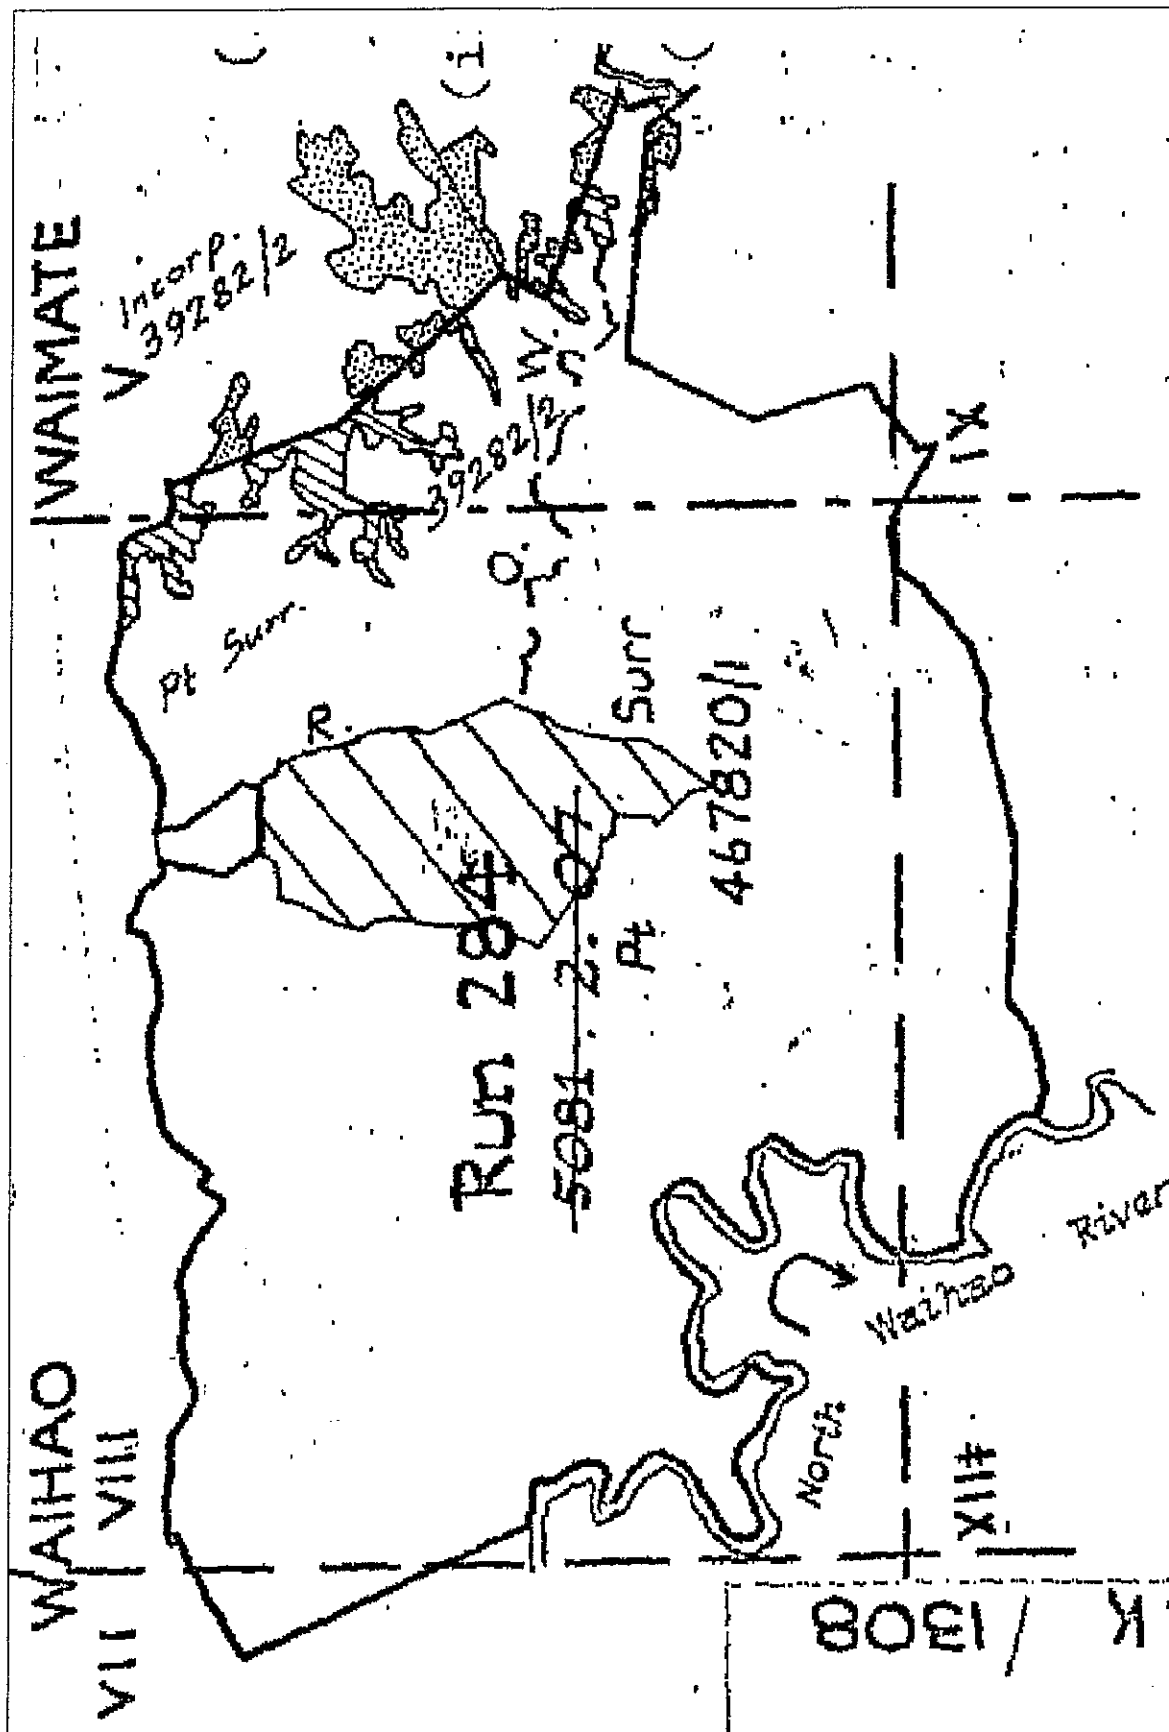 WAIHAO
WAIMATE
VII
VIII
V
Incorp.
39282/2
(i
pt Surr.
R.
O.
W.
n
39282/2
Run 284
5081. 2. 07
Pt Surr
467820/1
North
Waihao
River
XII
IX
K
/1308